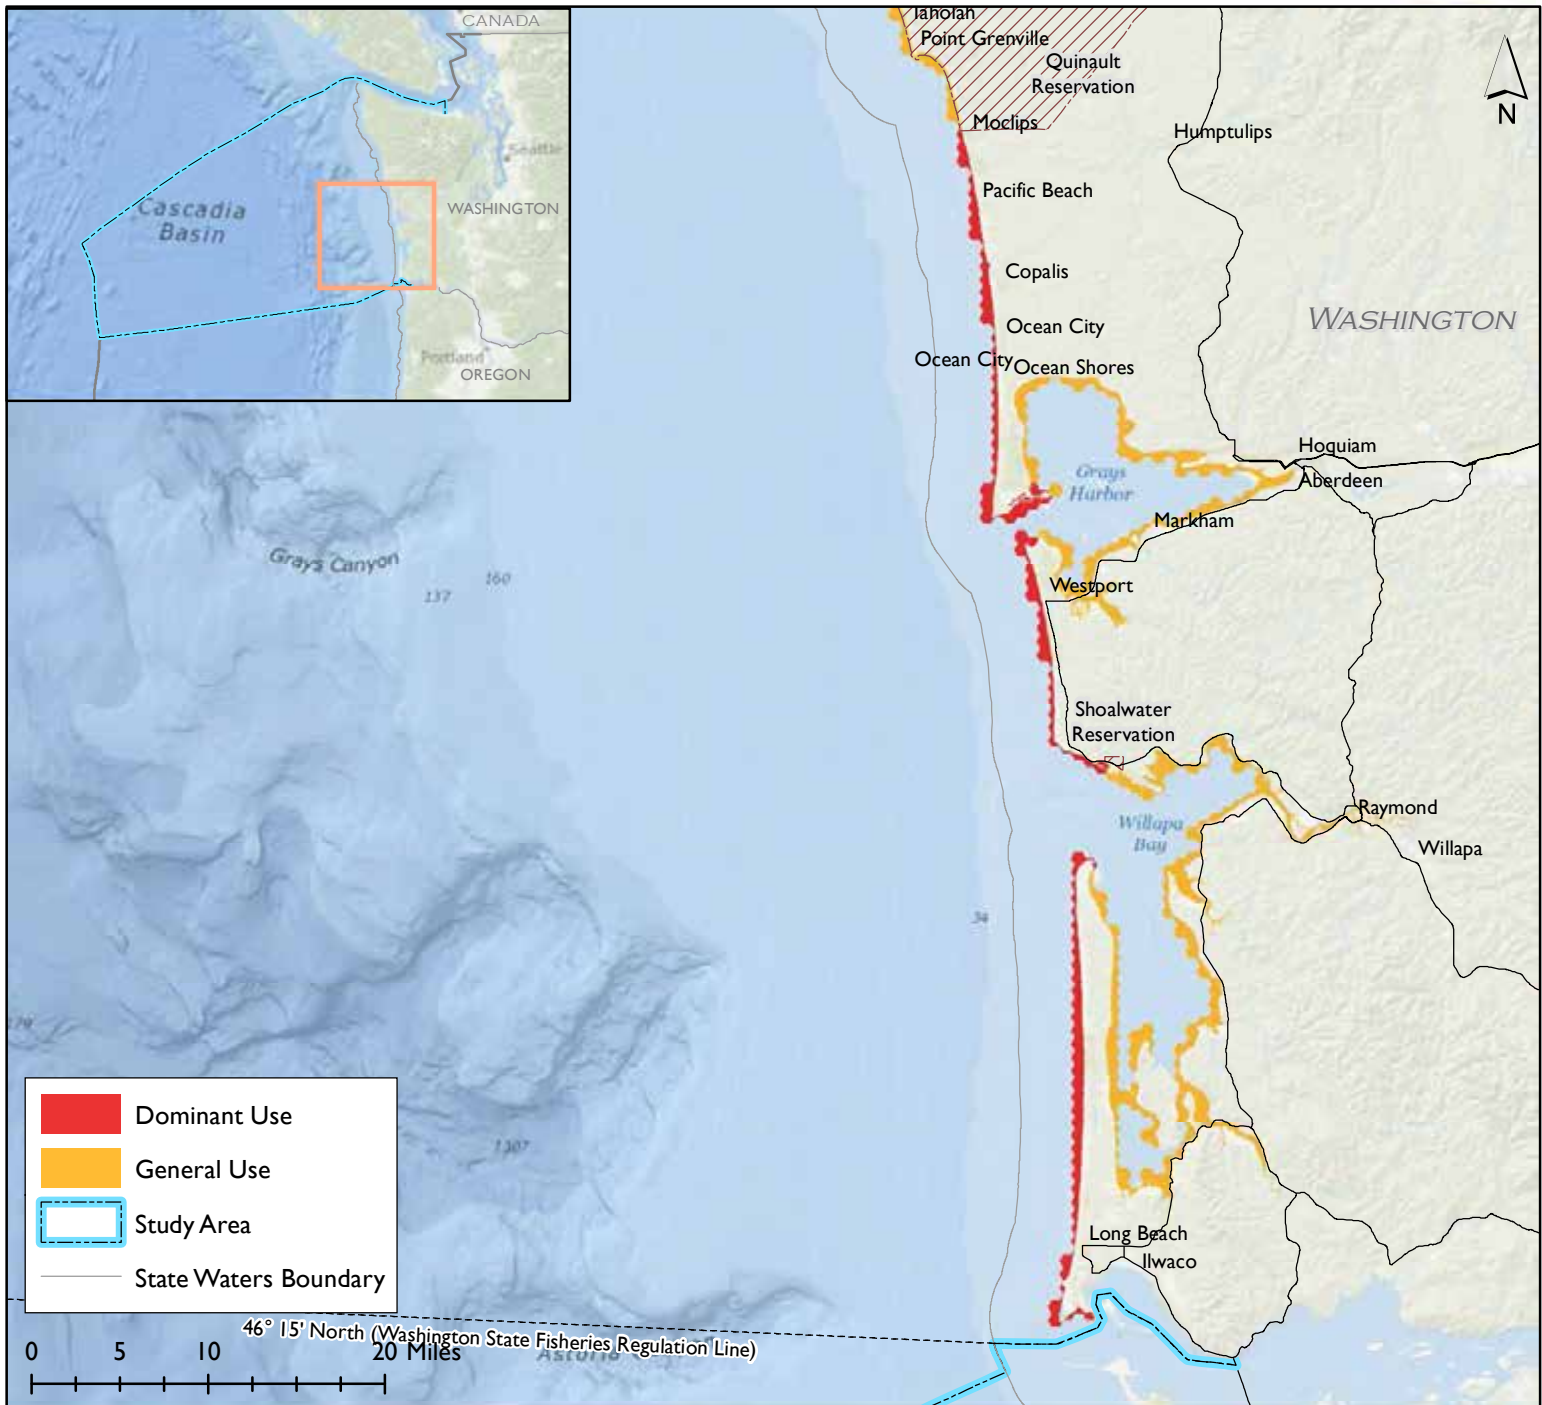 CANADA
Seattle
WASHINGTON
Cascadia
Basin
Portland
OREGON
Taholah
Point Grenville
Quinault
Reservation
Moclips
Humptulips
N
Pacific Beach
Copalis
WASHINGTON
Ocean City
Ocean City
Ocean Shores
Hoquiam
Grays
Harbor
Aberdeen
Markham
Grays Canyon
160
137
Westport
Shoalwater
Reservation
Raymond
Willapa
Bay
Willapa
34
Dominant Use
General Use
1307
Study Area
Long Beach
Ilwaco
State Waters Boundary
46° 15' North (Washington State Fisheries Regulation Line)
0 5 10 20 Miles